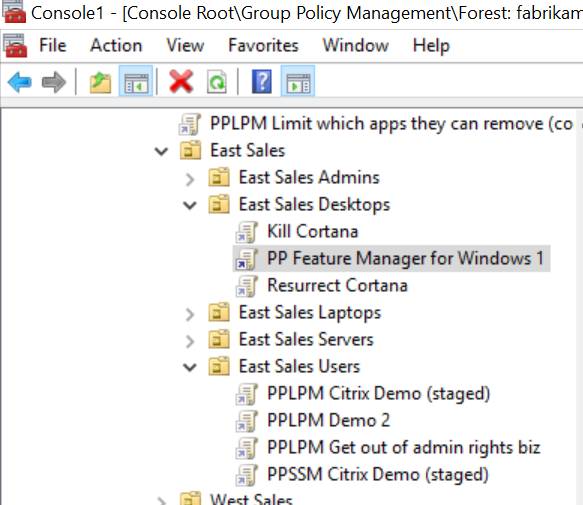 Console1 - [Console Root\Group Policy Management\Forest: fabrikam
File Action View Favorites Window Help
PPLPM Limit which apps they can remove (co
East Sales
East Sales Admins
East Sales Desktops
Kill Cortana
PP Feature Manager for Windows 1
Resurrect Cortana
East Sales Laptops
East Sales Servers
East Sales Users
PPLPM Citrix Demo (staged)
PPLPM Demo 2
PPLPM Get out of admin rights biz
PPSSM Citrix Demo (staged)
West Sales